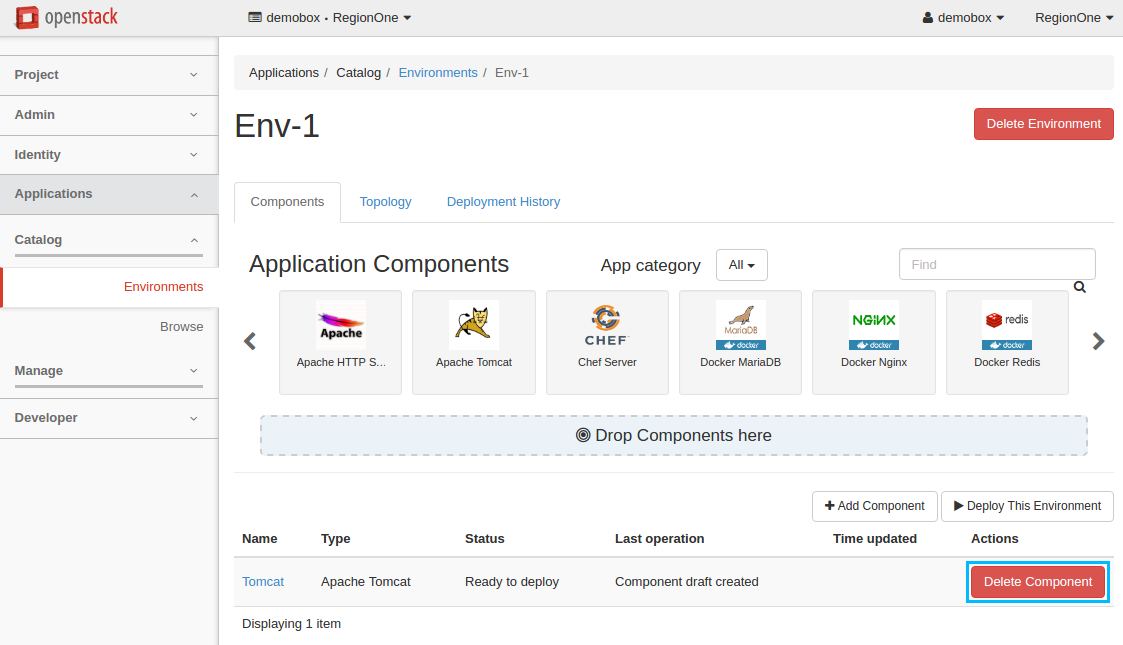 openstack
demobox • RegionOne
demobox
RegionOne
Project
Admin
Identity
Applications
Catalog
Environments
Browse
Manage
Developer
Applications / Catalog / Environments / Env-1
Env-1
Delete Environment
Components
Topology
Deployment History
Application Components
App category
All
Find
Apache
Apache HTTP S...
Apache Tomcat
CHEF
Chef Server
MariaDB
docker
Docker MariaDB
NGINX
docker
Docker Nginx
redis
docker
Docker Redis
Drop Components here
Add Component
Deploy This Environment
Name Type Status Last operation Time updated Actions
Tomcat Apache Tomcat Ready to deploy Component draft created Delete Component
Displaying 1 item